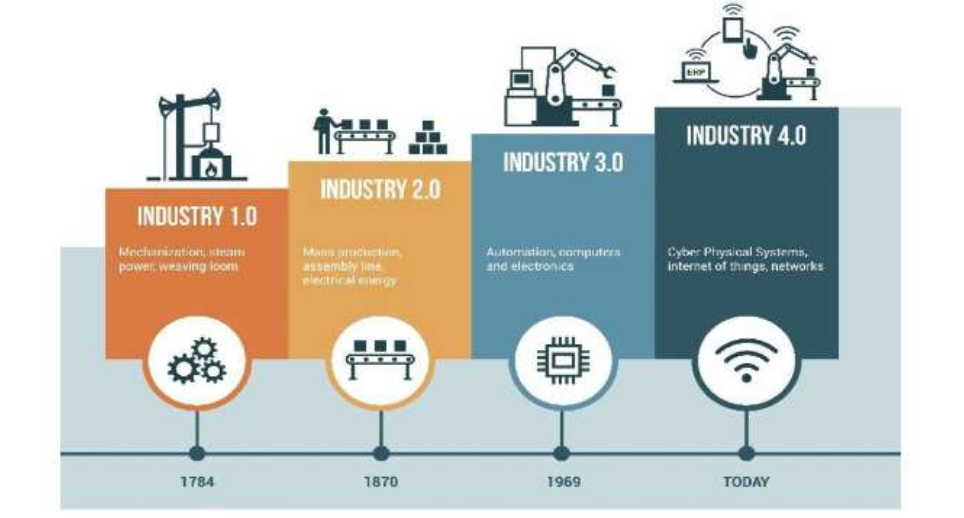 ERP
INDUSTRY 1.0
Mechanization, steam
power, weaving loom
INDUSTRY 2.0
Mass production,
assembly line,
electrical energy
INDUSTRY 3.0
Automation, computers
and electronics
INDUSTRY 4.0
Cyber Physical Systems,
internet of things, networks
1784
1870
1969
TODAY